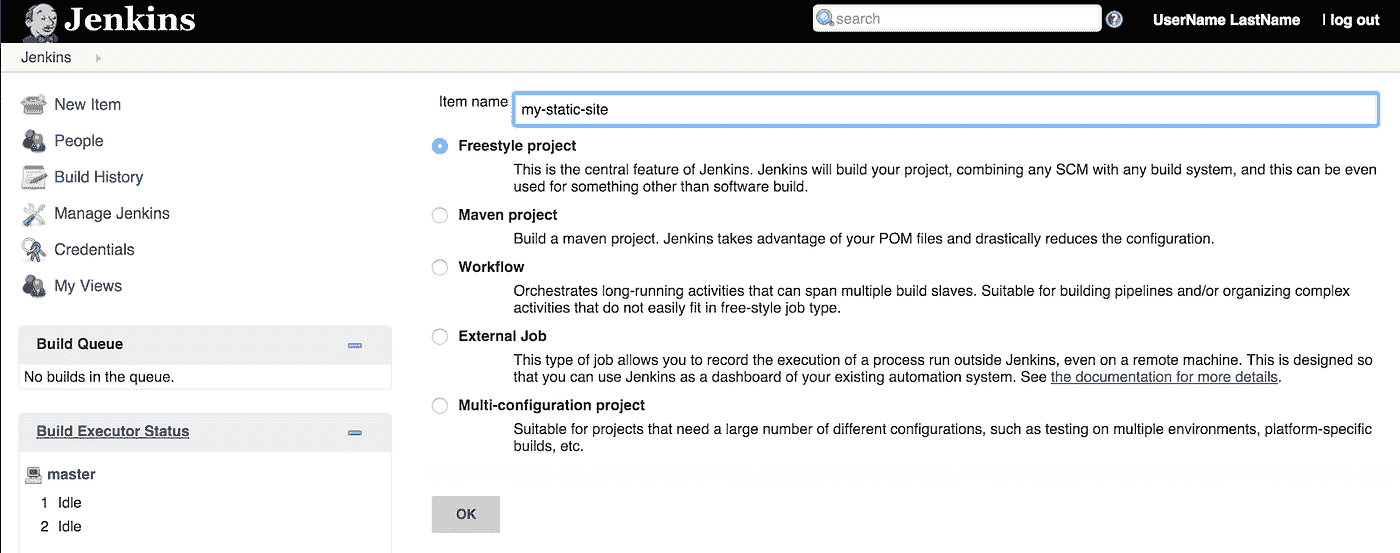 Jenkins
search
UserName LastName
| log out
Jenkins
New Item
People
Build History
Manage Jenkins
Credentials
My Views
Build Queue
No builds in the queue.
Build Executor Status
master
1 Idle
2 Idle
Item name
my-static-site
Freestyle project
This is the central feature of Jenkins. Jenkins will build your project, combining any SCM with any build system, and this can be even
used for something other than software build.
Maven project
Build a maven project. Jenkins takes advantage of your POM files and drastically reduces the configuration.
Workflow
Orchestrates long-running activities that can span multiple build slaves. Suitable for building pipelines and/or organizing complex
activities that do not easily fit in free-style job type.
External Job
This type of job allows you to record the execution of a process run outside Jenkins, even on a remote machine. This is designed so
that you can use Jenkins as a dashboard of your existing automation system. See the documentation for more details.
Multi-configuration project
Suitable for projects that need a large number of different configurations, such as testing on multiple environments, platform-specific
builds, etc.
OK